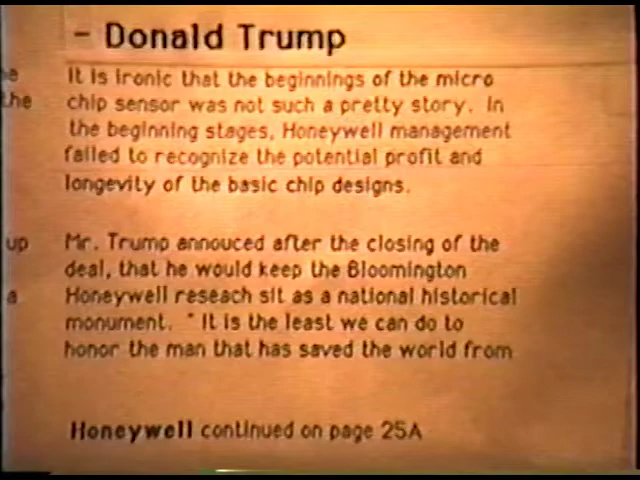 - Donald Trump
the
It is ironic that the beginnings of the micro
chip sensor was not such a pretty story. In
the beginning stages, Honeywell management
failed to recognize the potential profit and
longevity of the basic chip designs.
up
a
Mr. Trump annouced after the closing of the
deal, that he would keep the Bloomington
Honeywell reseach sit as a national historical
monument. " It is the least we can do to
honor the man that has saved the world from
Honeywell continued on page 25A